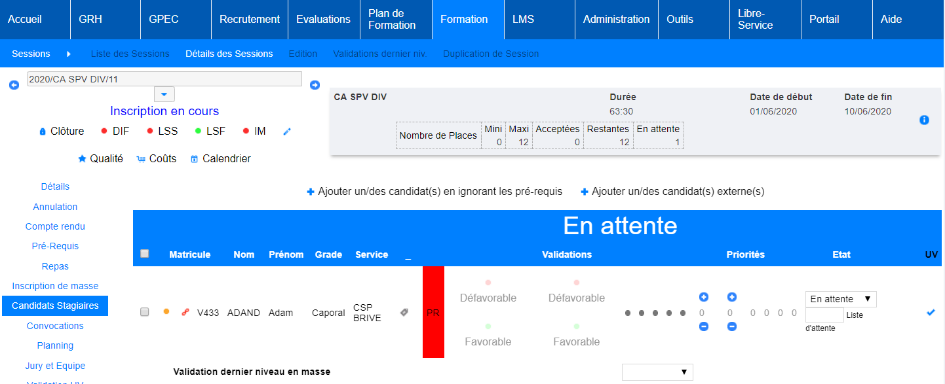 Accueil GRH GPEC Recrutement Evaluations Plan de Formation Formation LMS Administration Outils Libre-Service Portail Aide
Sessions Liste des Sessions Détails des Sessions Edition Validations dernier niv. Duplication de Session
2020/CA SPV DIV/11
Inscription en cours
Clôture DIF LSS LSF IM
Qualité Coûts Calendrier
CA SPV DIV Durée Date de début Date de fin
63:30 01/06/2020 10/06/2020
Nombre de Places Mini Maxi Acceptées Restantes En attente
0 12 0 12 1
Détails
Annulation
Compte rendu
Pré-Requis
Repas
Inscription de masse
Candidats Stagiaires
Convocations
Planning
Jury et Equipe
Validation UV
Ajouter un/des candidat(s) en ignorant les pré-requis Ajouter un/des candidat(s) externe(s)
En attente
Matricule Nom Prénom Grade Service _ Validations Priorités Etat UV
V433 ADAND Adam Caporal CSP BRIVE PR
Défavorable Défavorable
Favorable Favorable
0 0 0 0 0 0
En attente
Liste d'attente
Validation dernier niveau en masse